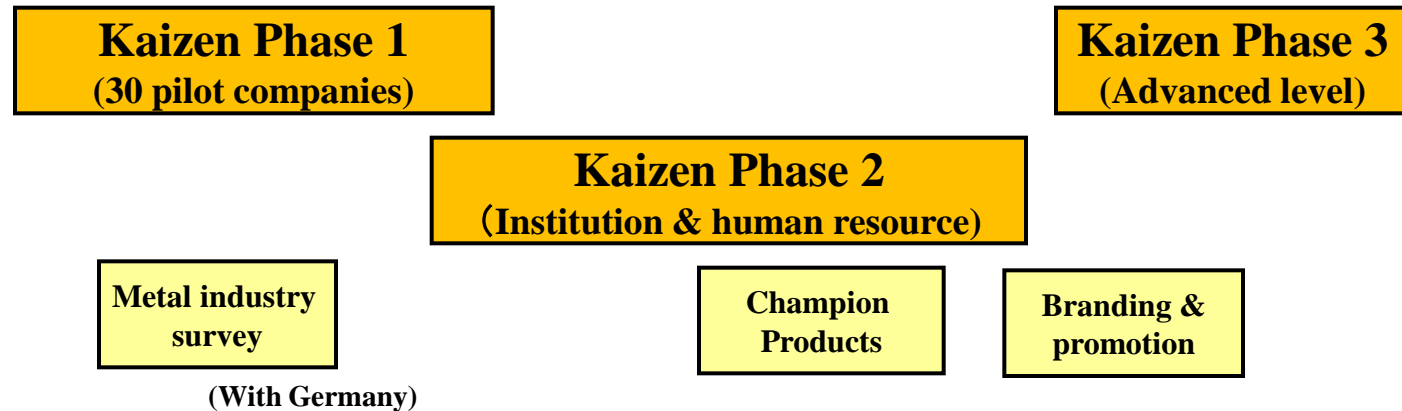 Kaizen Phase 1
(30 pilot companies)
Kaizen Phase 3
(Advanced level)
Kaizen Phase 2
（Institution & human resource)
Metal industry
survey
(With Germany)
Champion
Products
Branding &
promotion